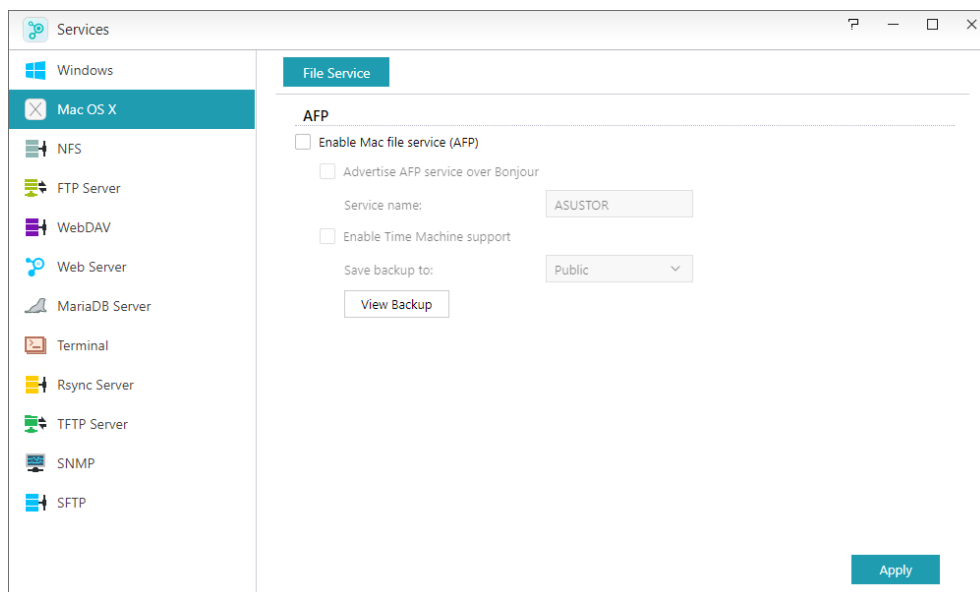 Services
Windows
Mac OS X
NFS
FTP Server
WebDAV
Web Server
MariaDB Server
Terminal
Rsync Server
TFTP Server
SNMP
SFTP
File Service
AFP
Enable Mac file service (AFP)
Advertise AFP service over Bonjour
Service name: ASUSTOR
Enable Time Machine support
Save backup to: Public
View Backup
Apply